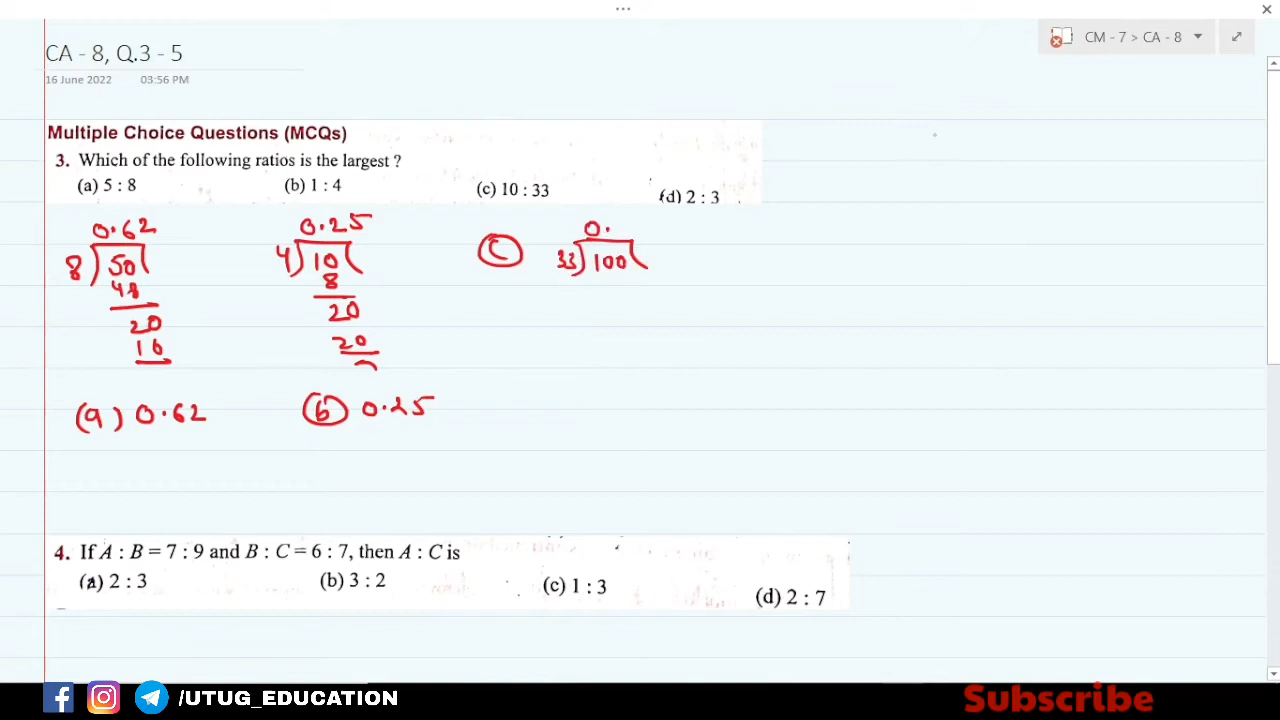 CA - 8, Q.3 - 5
CM - 7 > CA - 8
16 June 2022 03:56 PM
Multiple Choice Questions (MCQs)
3. Which of the following ratios is the largest ?
(a) 5 : 8 (b) 1 : 4 (c) 10 : 33 (d) 2 : 3
0.62 0.25 0.
8 50 4 10 C 33 100
48 8
20 20
16 20
(a) 0.62 (b) 0.25
4. If A : B = 7 : 9 and B : C = 6 : 7, then A : C is
(a) 2 : 3 (b) 3 : 2 (c) 1 : 3 (d) 2 : 7
/UTUG_EDUCATION
Subscribe